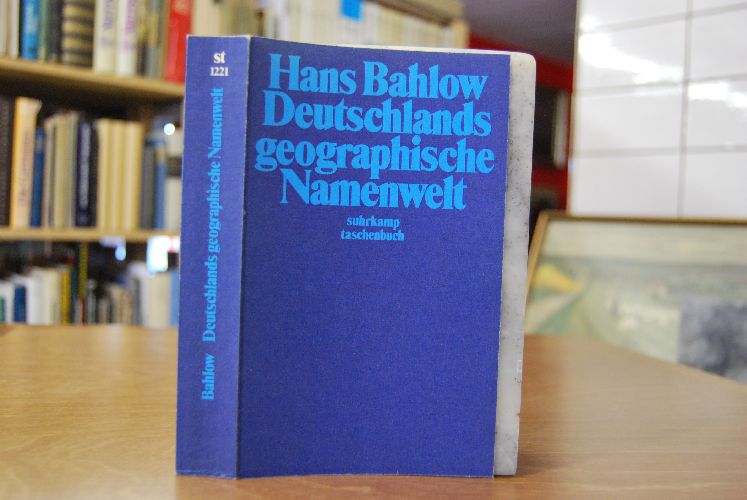 st
1221
Bahlow Deutschlands geographische Namenwelt
Hans Bahlow
Deutschlands
geographische
Namenwelt
suhrkamp
taschenbuch